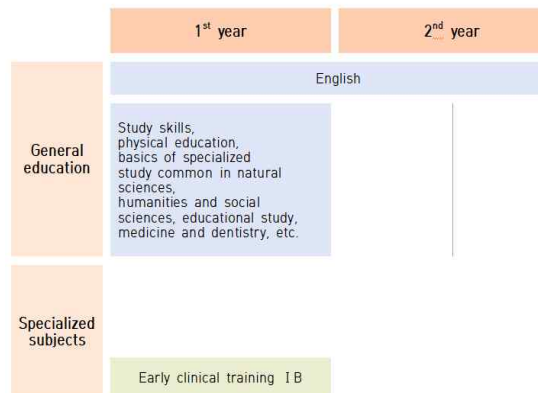 1st year
2nd year
General
education
English
Study skills,
physical education,
basics of specialized
study common in natural
sciences,
humanities and social
sciences, educational study,
medicine and dentistry, etc.
Specialized
subjects
Early clinical training I B